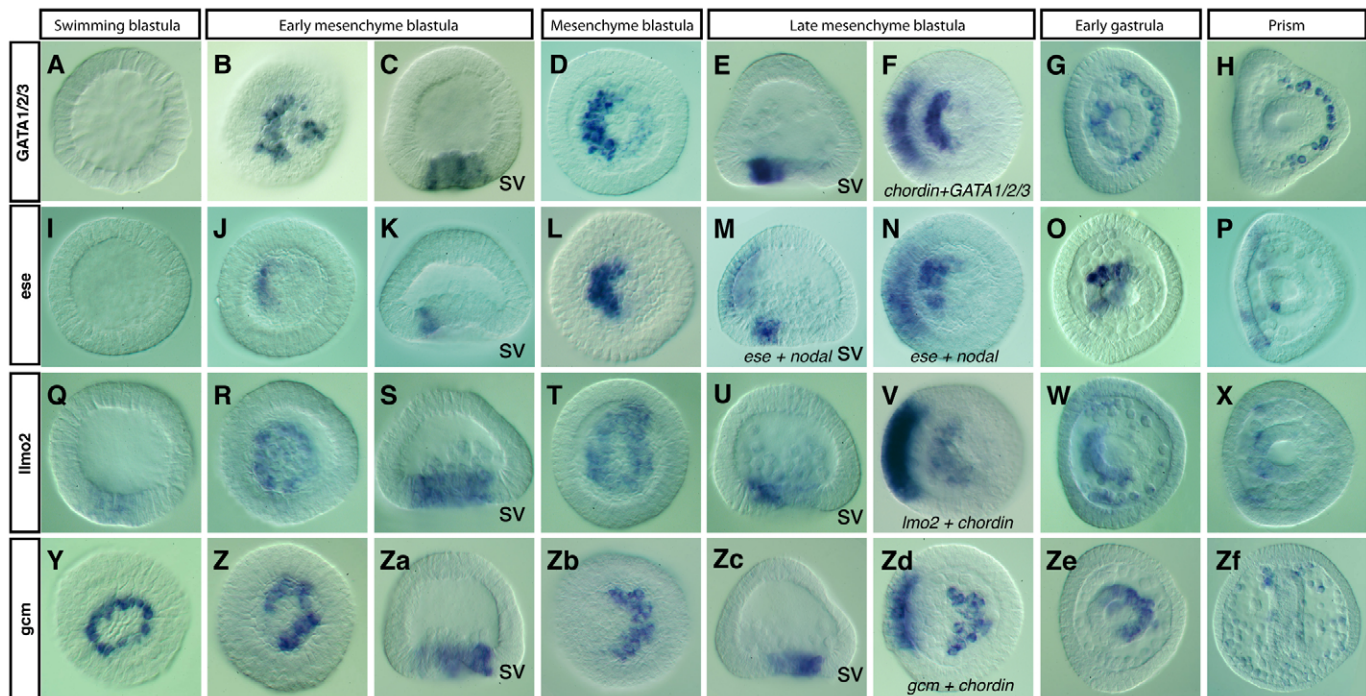 Swimming blastula
Early mesenchyme blastula
Mesenchyme blastula
Late mesenchyme blastula
Early gastrula
Prism
GATA1/2/3
A
B
C
SV
D
E
SV
F
chordin+GATA1/2/3
G
H
ese
I
J
K
SV
L
M
ese + nodal SV
N
ese + nodal
O
P
llmo2
Q
R
S
SV
T
U
SV
V
lmo2 + chordin
W
X
gcm
Y
Z
Za
SV
Zb
Zc
SV
Zd
gcm + chordin
Ze
Zf